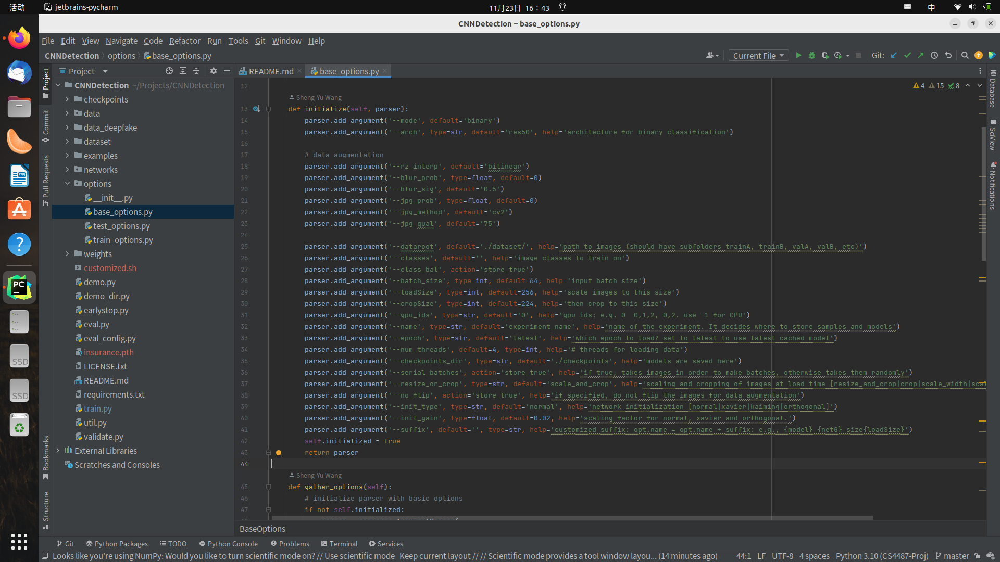 活动 jetbrains-pycharm 11月23日 16：43 中
CNNDetection – base_options.py
File Edit View Navigate Code Refactor Run Tools Git Window Help
CNNDetection options base_options.py Current File Git:
Project README.md base_options.py
CNNDetection ~/Projects/CNNDetection
checkpoints
data
data_deepfake
dataset
examples
networks
options
__init__.py
base_options.py
test_options.py
train_options.py
weights
customized.sh
demo.py
demo_dir.py
earlystop.py
eval.py
eval_config.py
insurance.pth
LICENSE.txt
README.md
requirements.txt
train.py
util.py
validate.py
External Libraries
Scratches and Consoles
Project
Commit
Pull Requests
Bookmarks
Structure
4 15 8
12
Sheng-Yu Wang
13 def initialize(self, parser):
14 parser.add_argument('--mode', default='binary')
15 parser.add_argument('--arch', type=str, default='res50', help='architecture for binary classification')
16
17 # data augmentation
18 parser.add_argument('--rz_interp', default='bilinear')
19 parser.add_argument('--blur_prob', type=float, default=0)
20 parser.add_argument('--blur_sig', default='0.5')
21 parser.add_argument('--jpg_prob', type=float, default=0)
22 parser.add_argument('--jpg_method', default='cv2')
23 parser.add_argument('--jpg_qual', default='75')
24
25 parser.add_argument('--dataroot', default='./dataset/', help='path to images (should have subfolders trainA, trainB, valA, valB, etc)')
26 parser.add_argument('--classes', default='', help='image classes to train on')
27 parser.add_argument('--class_bal', action='store_true')
28 parser.add_argument('--batch_size', type=int, default=64, help='input batch size')
29 parser.add_argument('--loadSize', type=int, default=256, help='scale images to this size')
30 parser.add_argument('--cropSize', type=int, default=224, help='then crop to this size')
31 parser.add_argument('--gpu_ids', type=str, default='0', help='gpu ids: e.g. 0  0,1,2, 0,2. use -1 for CPU')
32 parser.add_argument('--name', type=str, default='experiment_name', help='name of the experiment. It decides where to store samples and models')
33 parser.add_argument('--epoch', type=str, default='latest', help='which epoch to load? set to latest to use latest cached model')
34 parser.add_argument('--num_threads', default=4, type=int, help='# threads for loading data')
35 parser.add_argument('--checkpoints_dir', type=str, default='./checkpoints', help='models are saved here')
36 parser.add_argument('--serial_batches', action='store_true', help='if true, takes images in order to make batches, otherwise takes them randomly')
37 parser.add_argument('--resize_or_crop', type=str, default='scale_and_crop', help='scaling and cropping of images at load time [resize_and_crop|crop|scale_width|scal
38 parser.add_argument('--no_flip', action='store_true', help='if specified, do not flip the images for data augmentation')
39 parser.add_argument('--init_type', type=str, default='normal', help='network initialization [normal|xavier|kaiming|orthogonal]')
40 parser.add_argument('--init_gain', type=float, default=0.02, help='scaling factor for normal, xavier and orthogonal.')
41 parser.add_argument('--suffix', default='', type=str, help='customized suffix: opt.name = opt.name + suffix: e.g., {model}_{netG}_size{loadSize}')
42 self.initialized = True
43 return parser
44
Sheng-Yu Wang
45 def gather_options(self):
46 # initialize parser with basic options
47 if not self.initialized:
BaseOptions
Database
SciView
Notifications
SSD
SSD
Git Python Packages TODO Python Console Problems Terminal Services
Looks like you're using NumPy: Would you like to turn scientific mode on? // Use scientific mode Keep current layout // // Scientific mode provides a tool window layou... (14 minutes ago) 44:1 LF UTF-8 4 spaces Python 3.10 (CS4487-Proj) master